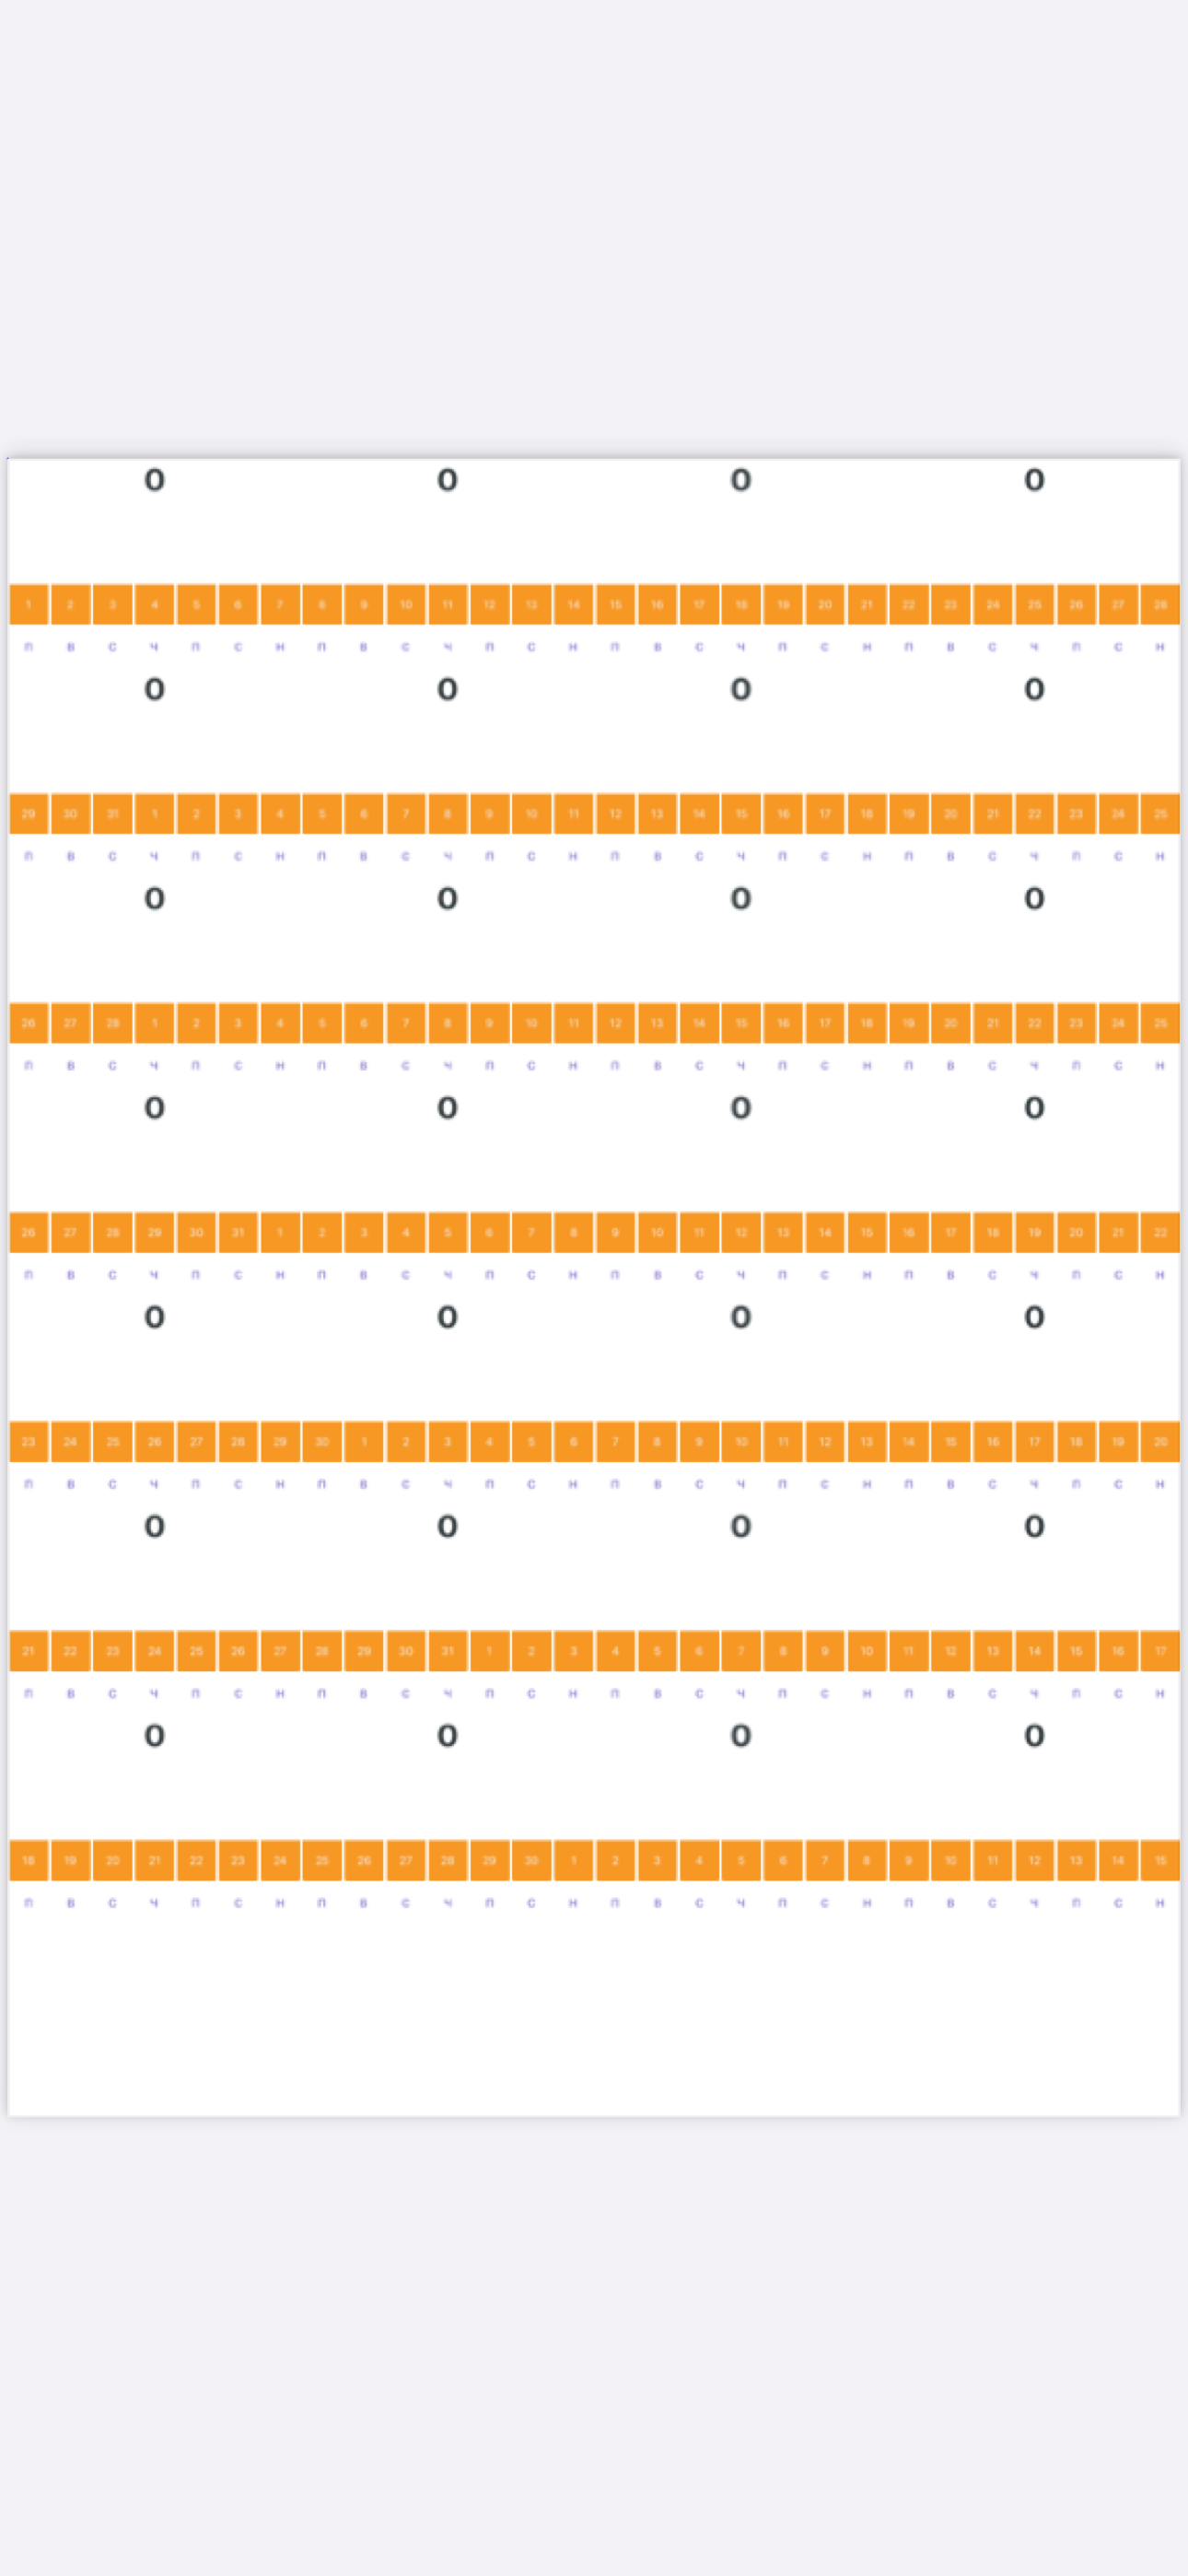 0 0 0 0
1 2 3 4 5 6 7 8 9 10 11 12 13 14 15 16 17 18 19 20 21 22 23 24 25 26 27 28
П В С Ч П С Н П В С Ч П С Н П В С Ч П С Н П В С Ч П С Н
0 0 0 0
29 30 31 1 2 3 4 5 6 7 8 9 10 11 12 13 14 15 16 17 18 19 20 21 22 23 24 25
П В С Ч П С Н П В С Ч П С Н П В С Ч П С Н П В С Ч П С Н
0 0 0 0
26 27 28 1 2 3 4 5 6 7 8 9 10 11 12 13 14 15 16 17 18 19 20 21 22 23 24 25
П В С Ч П С Н П В С Ч П С Н П В С Ч П С Н П В С Ч П С Н
0 0 0 0
26 27 28 29 30 31 1 2 3 4 5 6 7 8 9 10 11 12 13 14 15 16 17 18 19 20 21 22
П В С Ч П С Н П В С Ч П С Н П В С Ч П С Н П В С Ч П С Н
0 0 0 0
23 24 25 26 27 28 29 30 1 2 3 4 5 6 7 8 9 10 11 12 13 14 15 16 17 18 19 20
П В С Ч П С Н П В С Ч П С Н П В С Ч П С Н П В С Ч П С Н
0 0 0 0
21 22 23 24 25 26 27 28 29 30 31 1 2 3 4 5 6 7 8 9 10 11 12 13 14 15 16 17
П В С Ч П С Н П В С Ч П С Н П В С Ч П С Н П В С Ч П С Н
0 0 0 0
18 19 20 21 22 23 24 25 26 27 28 29 30 1 2 3 4 5 6 7 8 9 10 11 12 13 14 15
П В С Ч П С Н П В С Ч П С Н П В С Ч П С Н П В С Ч П С Н